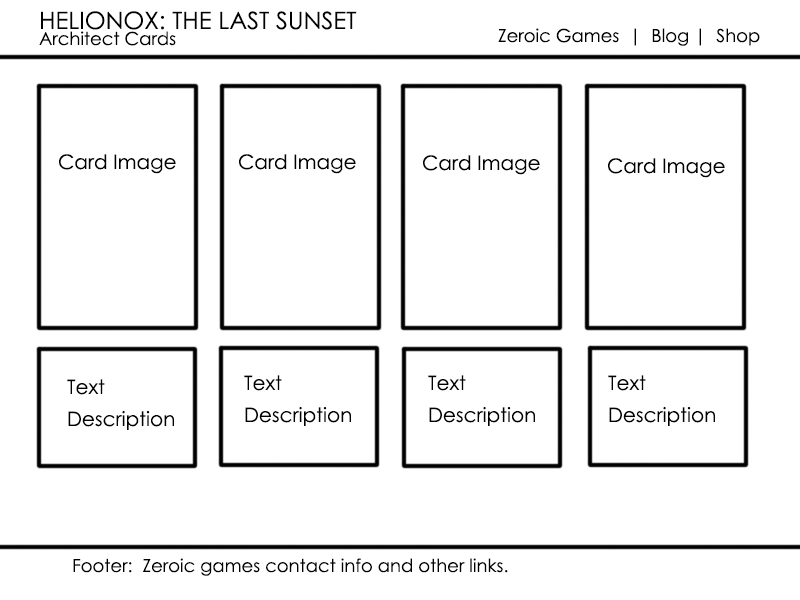 HELIONOX: THE LAST SUNSET
Architect Cards
Zeroic Games | Blog | Shop
Card Image
Card Image
Card Image
Card Image
Text
Description
Text
Description
Text
Description
Text
Description
Footer: Zeroic games contact info and other links.